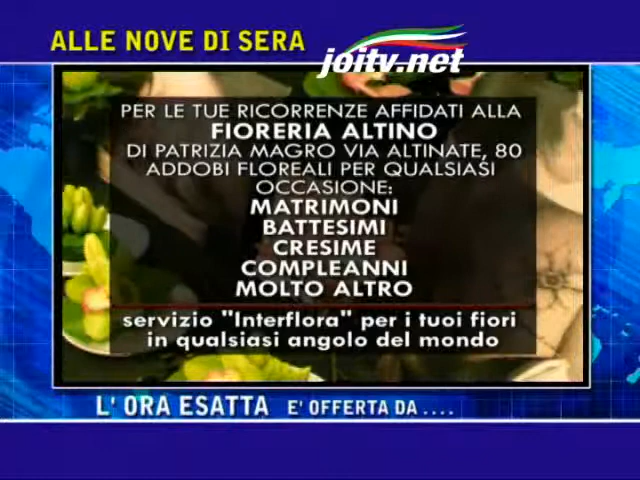 ALLE NOVE DI SERA
joitv.net
PER LE TUE RICORRENZE AFFIDATI ALLA
FIORERIA ALTINO
DI PATRIZIA MAGRO VIA ALTINATE, 80
ADDOBI FLOREALI PER QUALSIASI
OCCASIONE:
MATRIMONI
BATTESIMI
CRESIME
COMPLEANNI
MOLTO ALTRO
servizio "Interflora" per i tuoi fiori
in qualsiasi angolo del mondo
L' ORA ESATTA E' OFFERTA DA ....